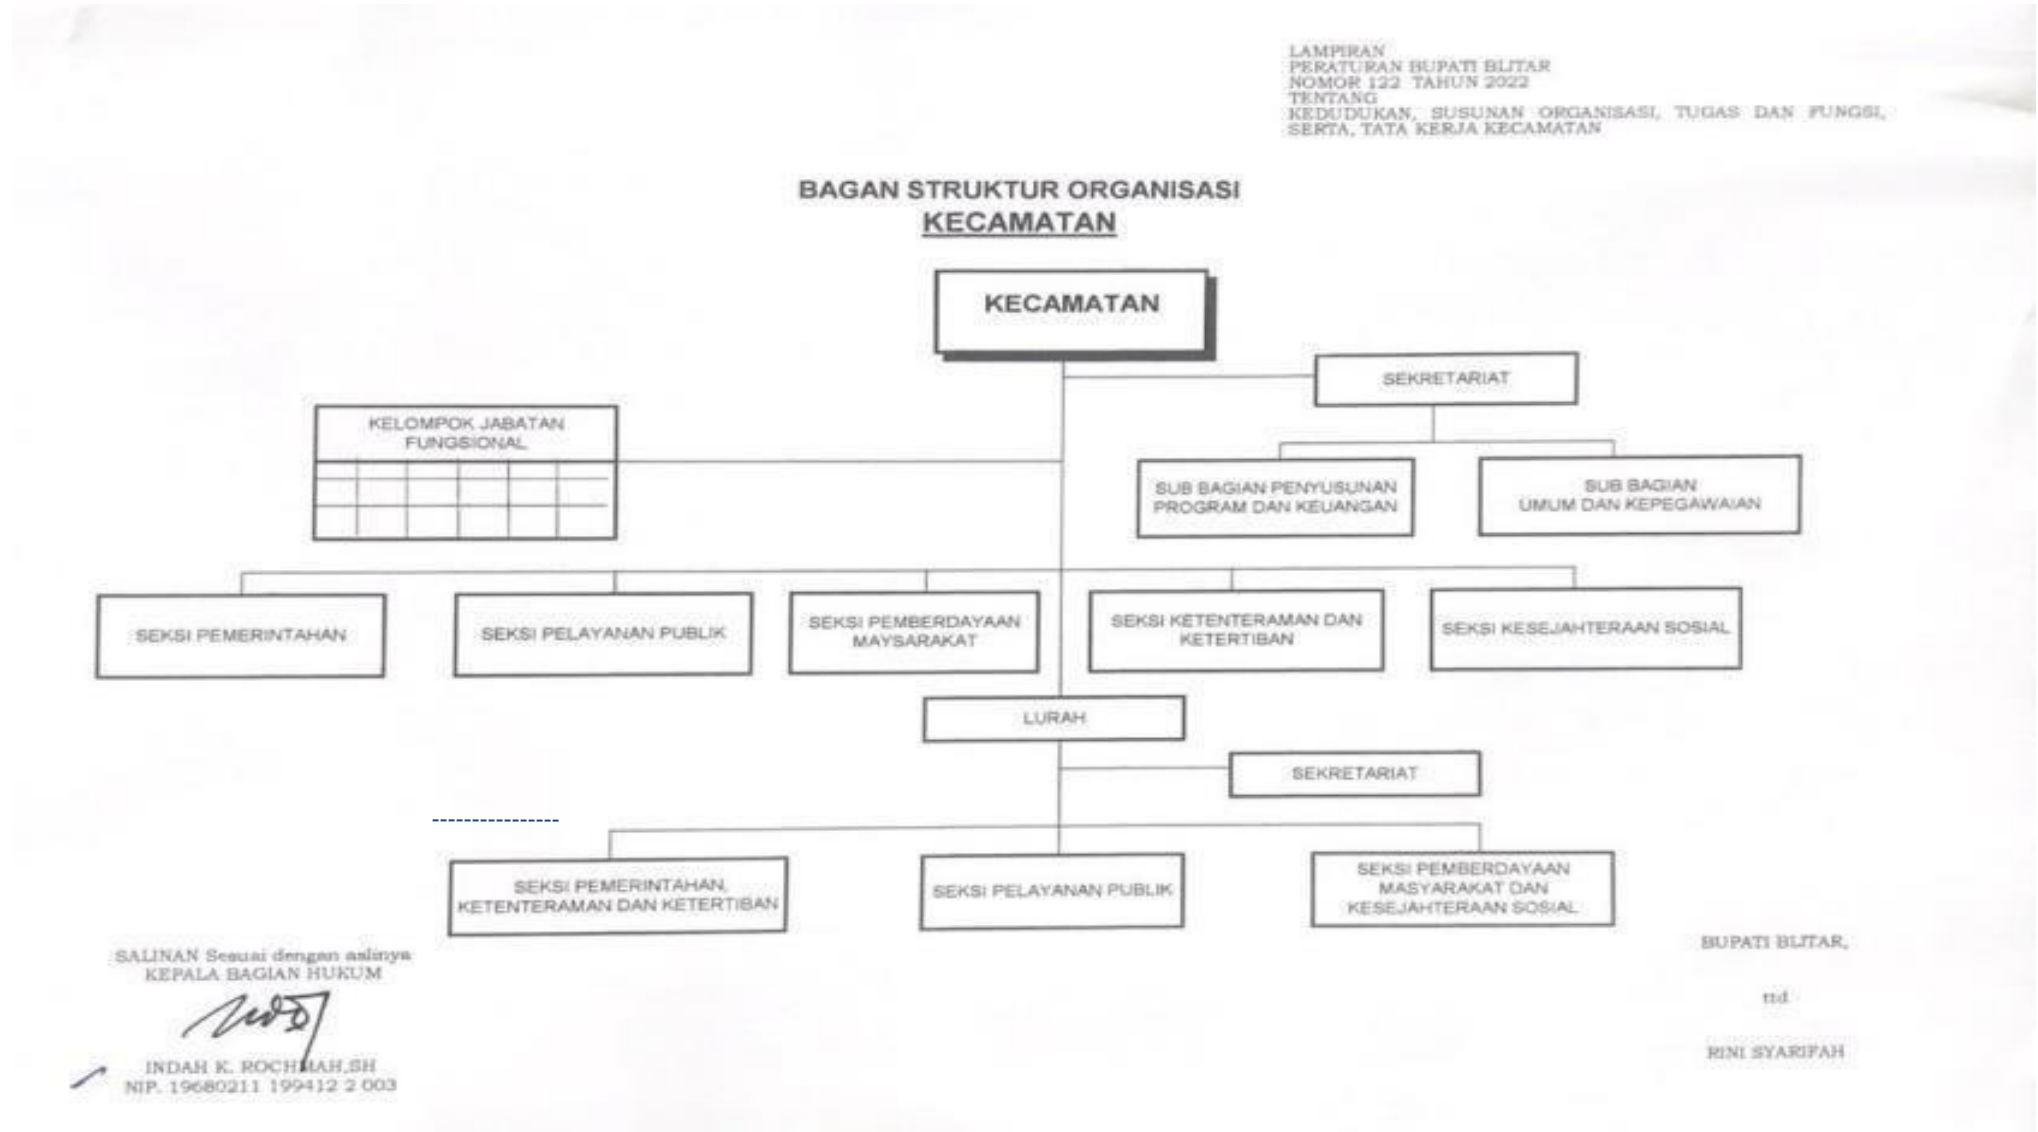 LAMPIRAN
PERATURAN BUPATI BLITAR
NOMOR 122 TAHUN 2022
TENTANG
KEDUDUKAN, SUSUNAN ORGANISASI, TUGAS DAN FUNGSI,
SERTA, TATA KERJA KECAMATAN
BAGAN STRUKTUR ORGANISASI
KECAMATAN
KECAMATAN
SEKRETARIAT
KELOMPOK JABATAN
FUNGSIONAL
SUB BAGIAN PENYUSUNAN
PROGRAM DAN KEUANGAN
SUB BAGIAN
UMUM DAN KEPEGAWAIAN
SEKSI PEMERINTAHAN
SEKSI PELAYANAN PUBLIK
SEKSI PEMBERDAYAAN
MAYSARAKAT
SEKSI KETENTERAMAN DAN
KETERTIBAN
SEKSI KESEJAHTERAAN SOSIAL
LURAH
SEKRETARIAT
SEKSI PEMERINTAHAN,
KETENTERAMAN DAN KETERTIBAN
SEKSI PELAYANAN PUBLIK
SEKSI PEMBERDAYAAN
MASYARAKAT DAN
KESEJAHTERAAN SOSIAL
SALINAN Sesuai dengan aslinya
KEPALA BAGIAN HUKUM
INDAH K. ROCHMAH,SH
NIP. 19680211 199412 2 003
BUPATI BLITAR,
ttd
RINI SYARIFAH